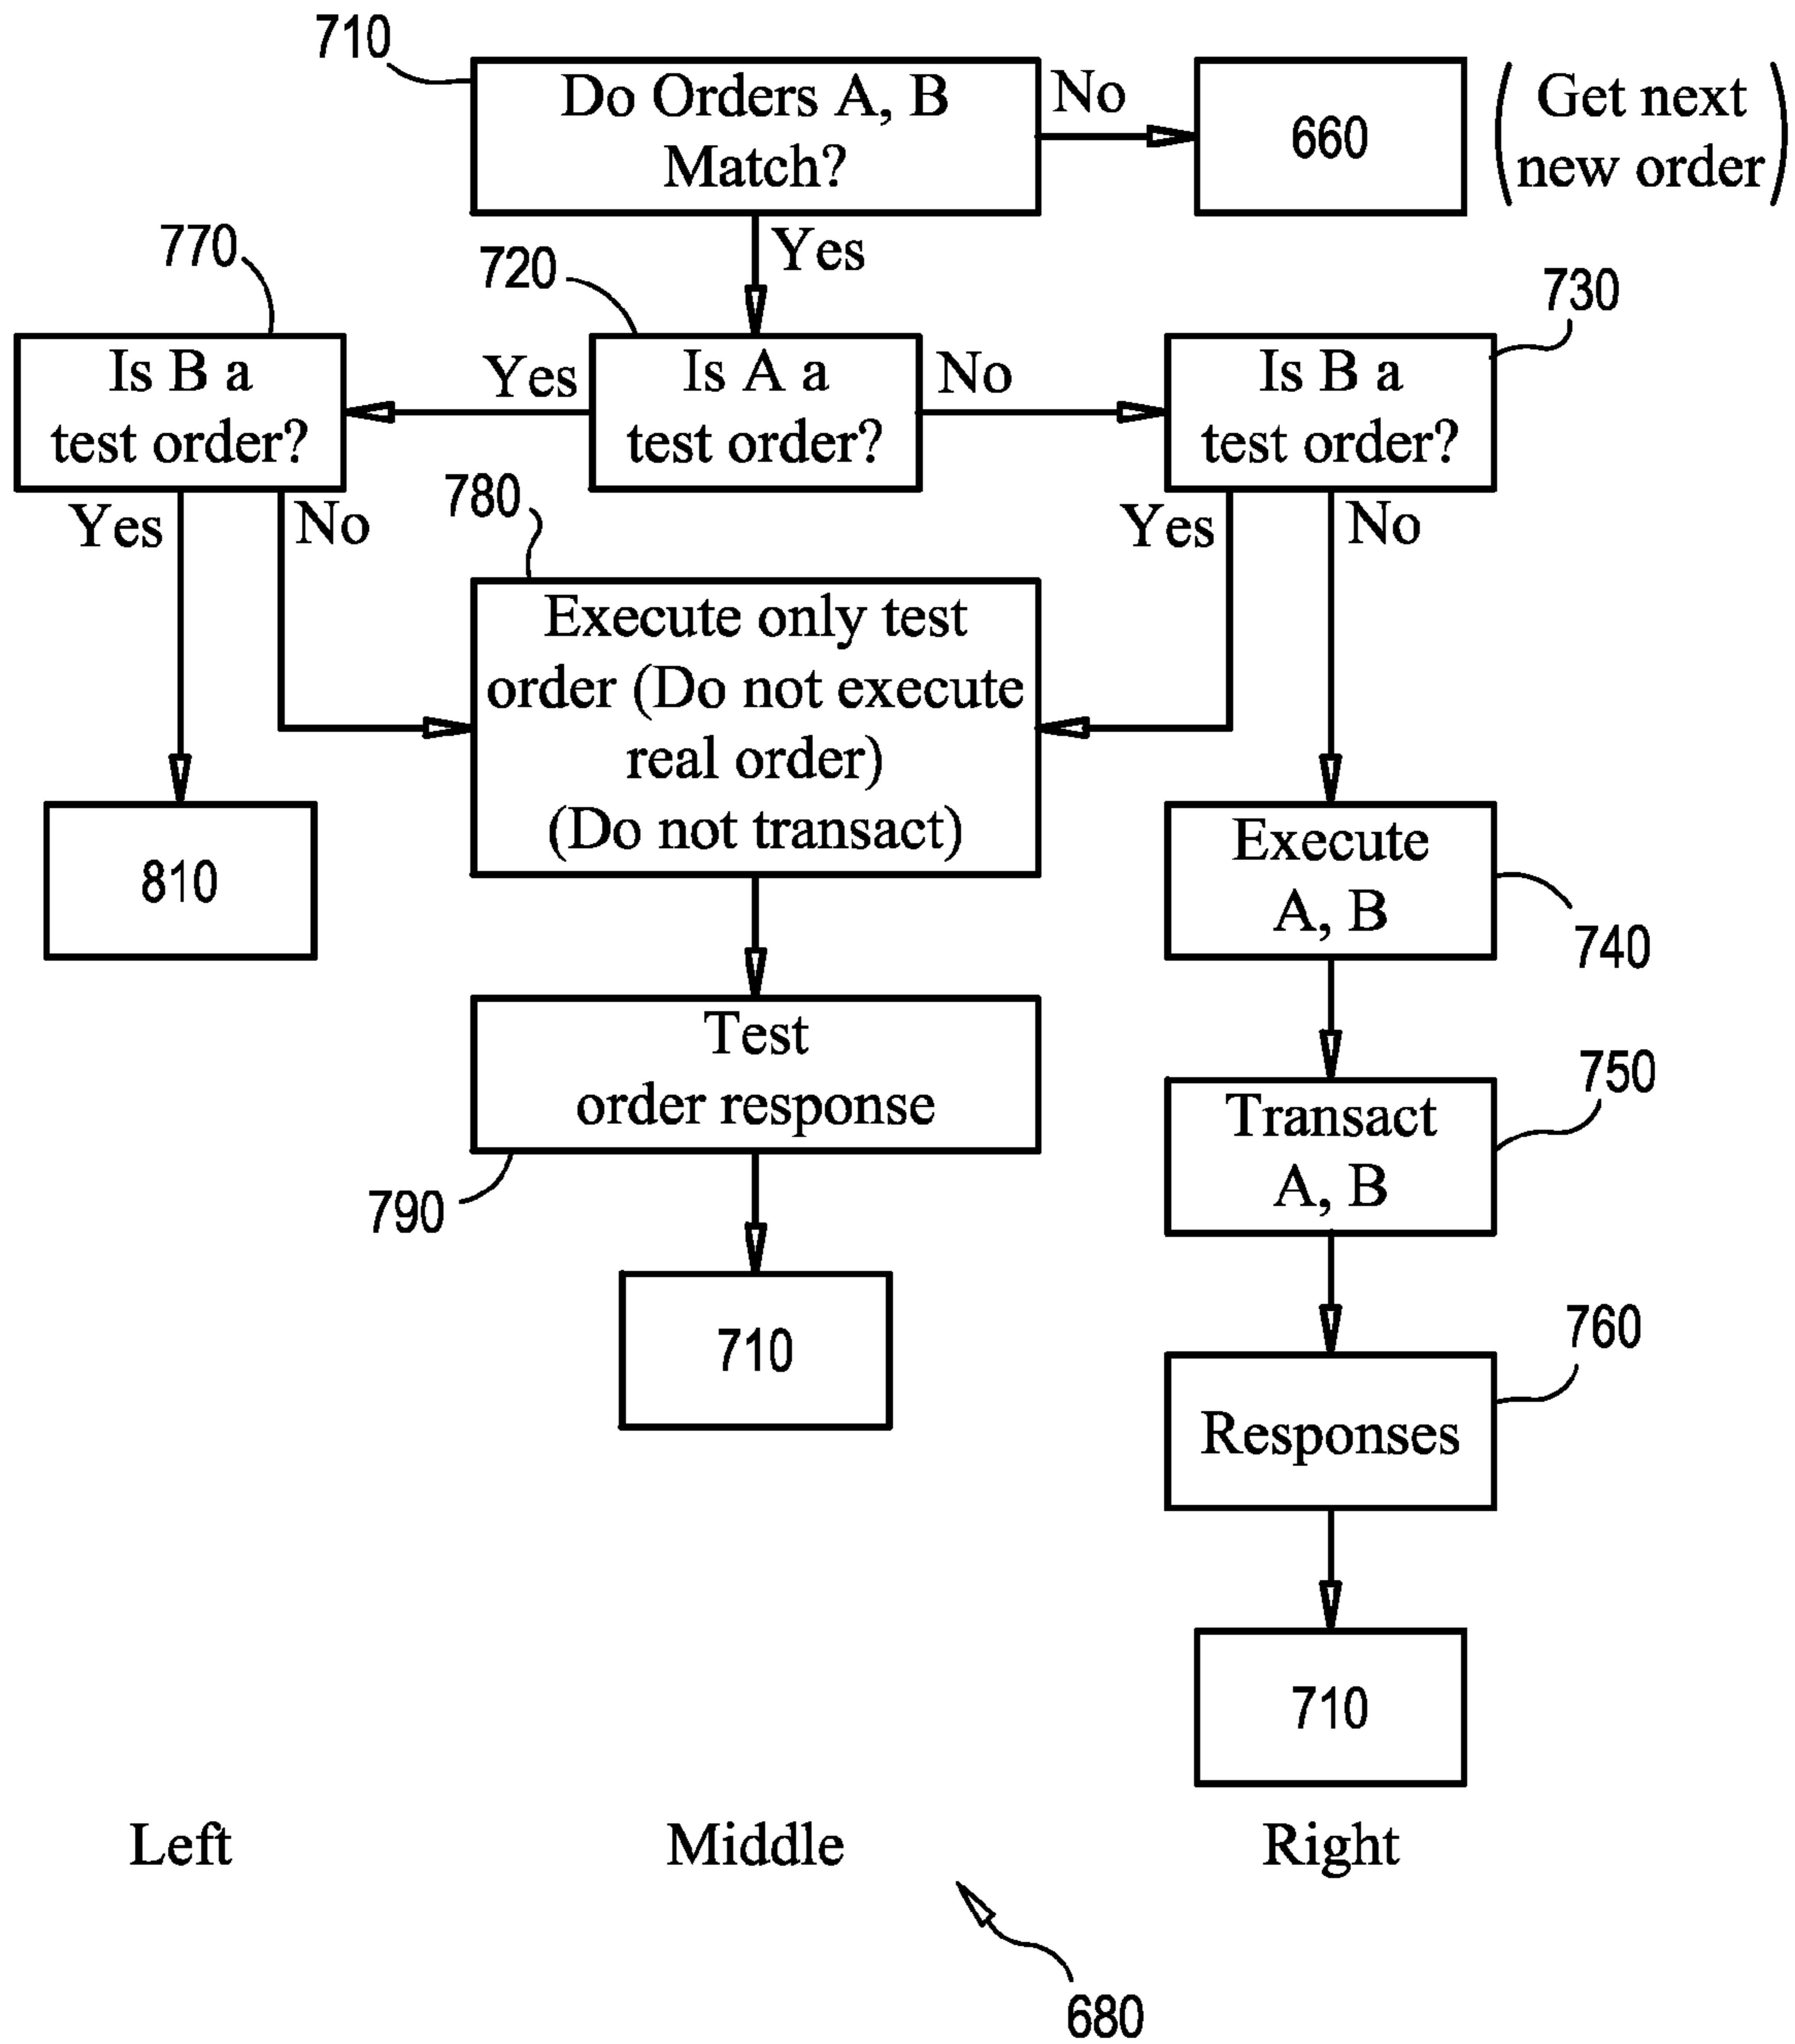 710
Do Orders A, B
Match?
No
660
(Get next
new order)
Yes
770
720
730
Is B a
test order?
Yes
Is A a
test order?
No
Is B a
test order?
Yes
No
780
Yes
No
Execute only test
order (Do not execute
real order)
(Do not transact)
810
Execute
A, B
740
Test
order response
790
Transact
A, B
750
710
760
Responses
710
Left
Middle
Right
680